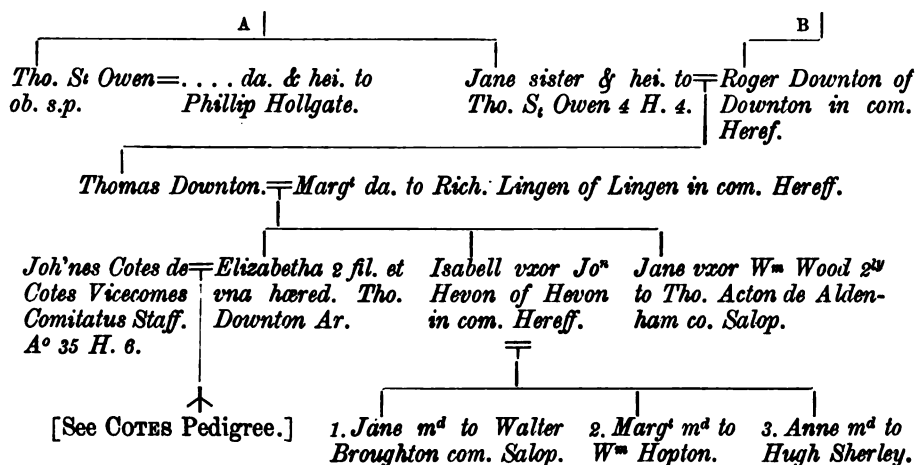 A B
Tho. St Owen=.... da. & hei. to
ob. s.p. Phillip Hollgate.
Jane sister & hei. to
Tho. St Owen 4 H. 4.
Roger Downton of
Downton in com.
Heref.
Thomas Downton.=Margt da. to Rich. Lingen of Lingen in com. Hereff.
Joh'nes Cotes de
Cotes Vicecomes
Comitatus Staff.
Ao 35 H. 6.
Elizabetha 2 fil. et
vna hæred. Tho.
Downton Ar.
Isabell vxor Jon
Hevon of Hevon
in com. Hereff.
Jane vxor Wm Wood 2ly
to Tho. Acton de Alden-
ham co. Salop.
[See COTES Pedigree.]
1. Jane md to Walter
Broughton com. Salop.
2. Margt md to
Wm Hopton.
3. Anne md to
Hugh Sherley.